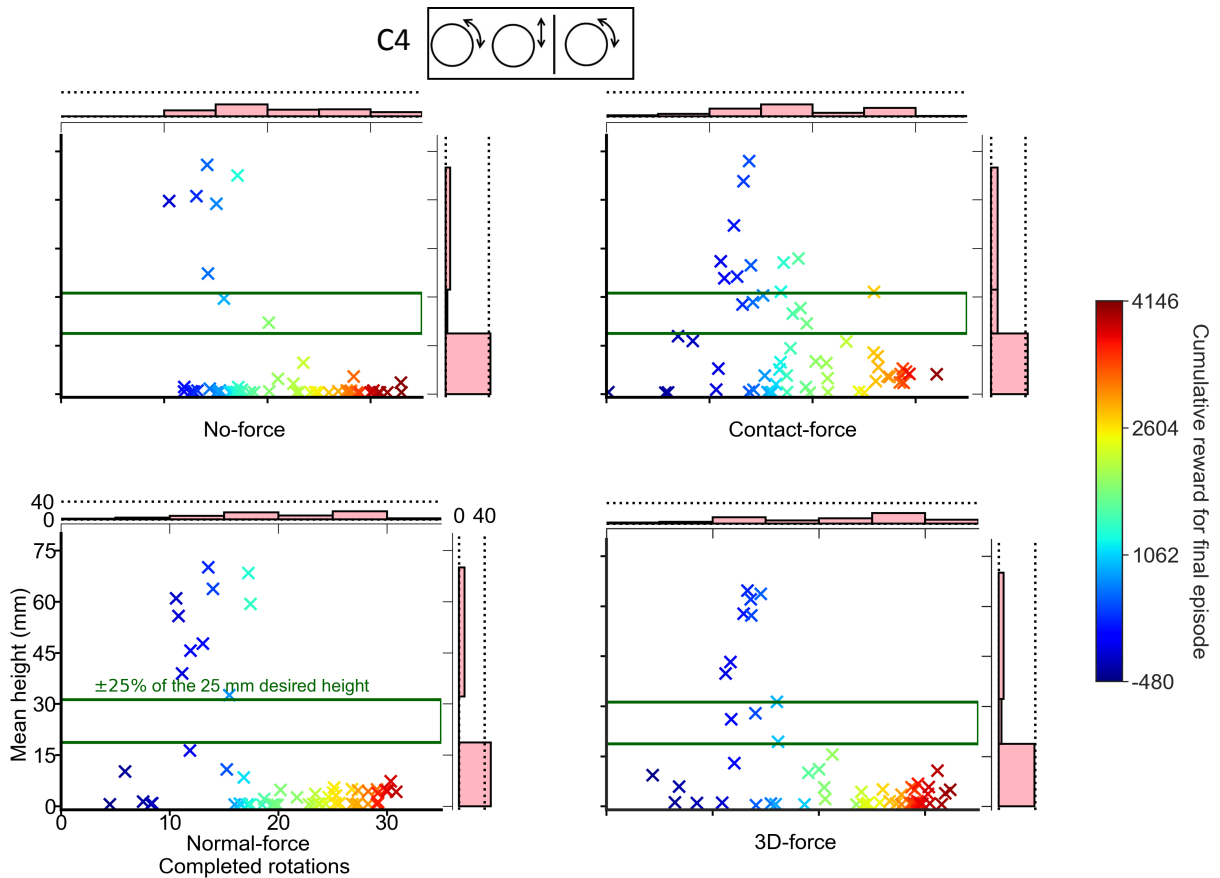 C4
No-force
Contact-force
40
0
0 40
75
60
45
30
15
0
Mean height (mm)
±25% of the 25 mm desired height
0
10
20
30
Normal-force
Completed rotations
3D-force
4146
2604
1062
-480
Cumulative reward for final episode